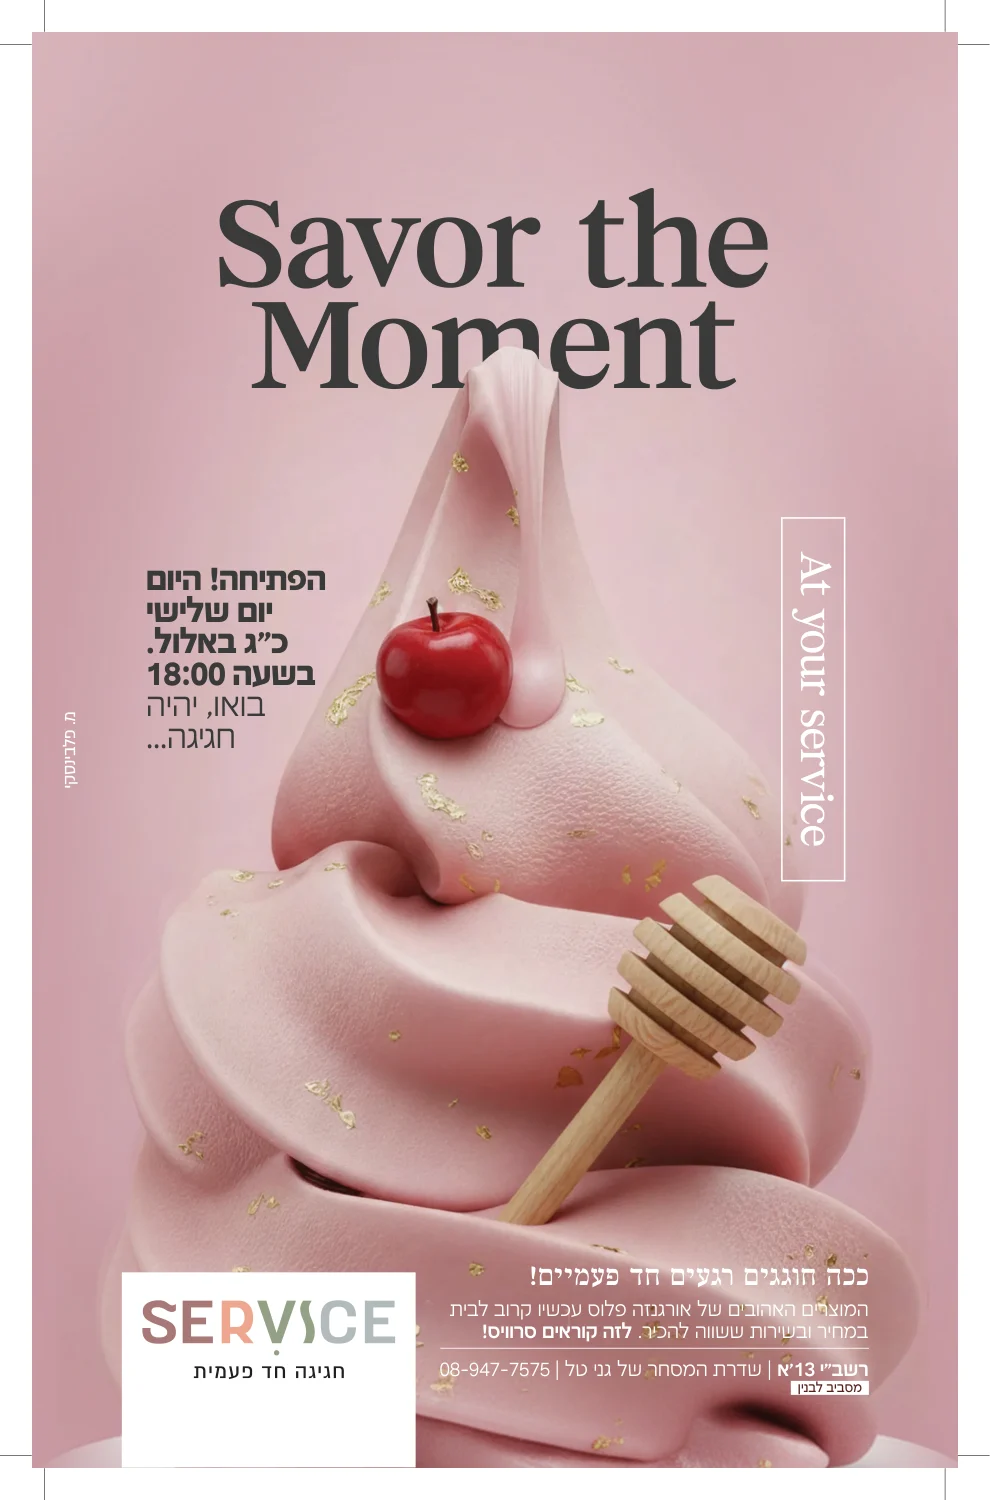 Savor the
Moment
הפתיחה! היום
יום שלישי
כ״ג באלול.
בשעה 18:00
בואו, יהיה
חגיגה...
At your service
מ. פלבינסקי
ככה חוגגים רגעים חד פעמיים!
המוצרים האהובים של אורגנזה פלוס עכשיו קרוב לבית
במחיר ובשירות ששווה להכיר. לזה קוראים סרוויס!
רשב״י 13׳א | שדרת המסחר של גני טל | 08-947-7575
מסביב לבנין
SERVICE
חגיגה חד פעמית